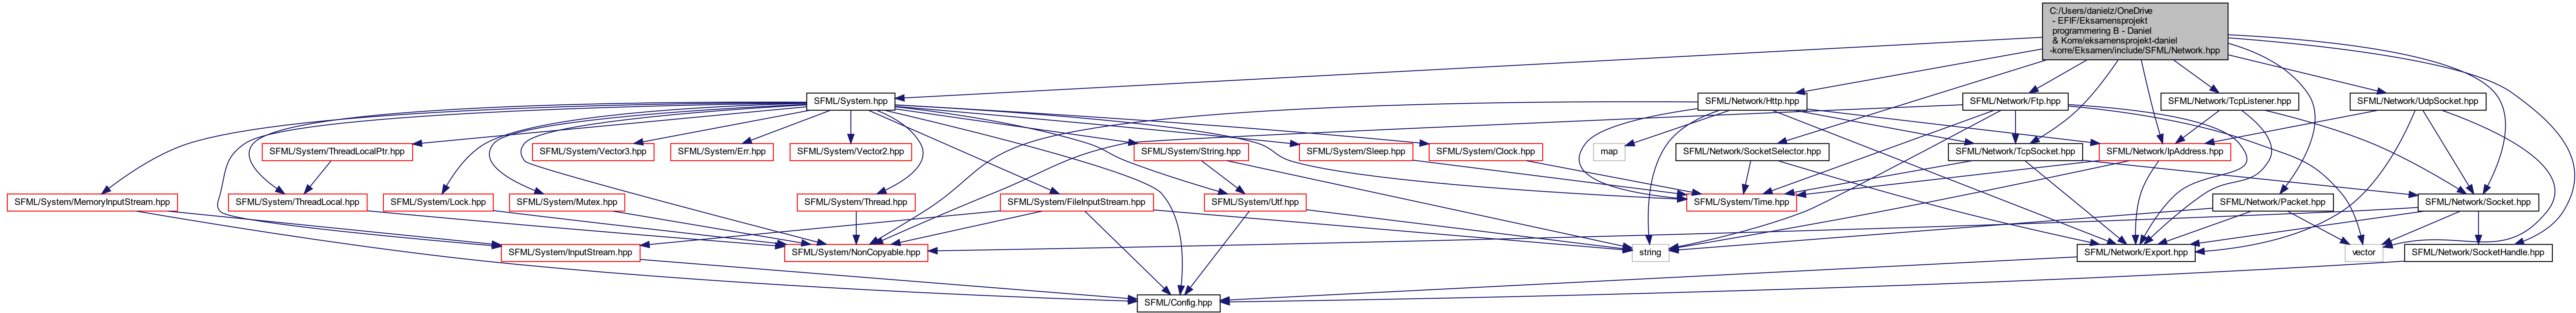 C:/Users/danielz/OneDrive
- EFIF/Eksamensprojekt
programmering B - Daniel
& Korre/eksamensprojekt-daniel
-korre/Eksamen/include/SFML/Network.hpp
SFML/System.hpp
SFML/Network/Http.hpp
SFML/Network/Ftp.hpp
SFML/Network/TcpListener.hpp
SFML/Network/UdpSocket.hpp
SFML/System/ThreadLocalPtr.hpp
SFML/System/Vector3.hpp
SFML/System/Err.hpp
SFML/System/Vector2.hpp
SFML/System/String.hpp
SFML/System/Sleep.hpp
SFML/System/Clock.hpp
map
SFML/Network/SocketSelector.hpp
SFML/Network/TcpSocket.hpp
SFML/Network/IpAddress.hpp
SFML/System/MemoryInputStream.hpp
SFML/System/ThreadLocal.hpp
SFML/System/Lock.hpp
SFML/System/Mutex.hpp
SFML/System/Thread.hpp
SFML/System/FileInputStream.hpp
SFML/System/Utf.hpp
SFML/System/Time.hpp
SFML/Network/Packet.hpp
SFML/Network/Socket.hpp
SFML/System/InputStream.hpp
SFML/System/NonCopyable.hpp
string
SFML/Network/Export.hpp
vector
SFML/Network/SocketHandle.hpp
SFML/Config.hpp